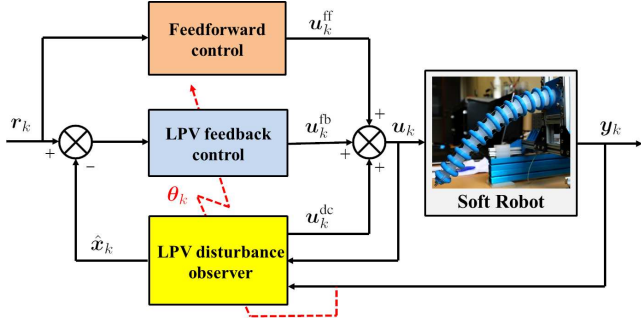 Feedforward
control
u_k^ff
r_k
+
−
LPV feedback
control
u_k^fb
+
+
+
u_k
y_k
Soft Robot
θ_k
u_k^dc
x̂_k
LPV disturbance
observer